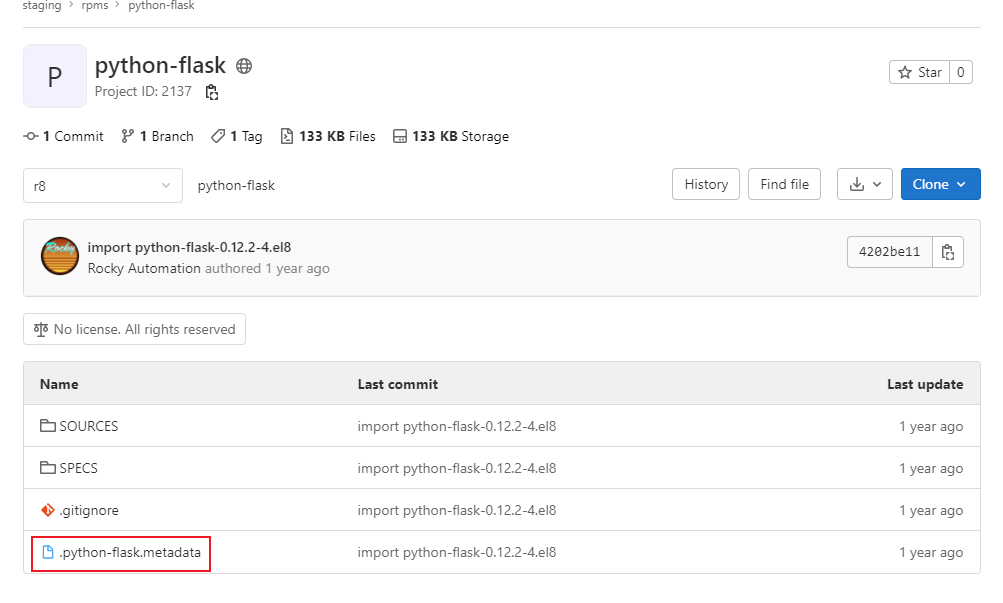 staging > rpms > python-flask
P
python-flask
Project ID: 2137
Star 0
1 Commit 1 Branch 1 Tag 133 KB Files 133 KB Storage
r8 python-flask History Find file Clone
Rocky
import python-flask-0.12.2-4.el8
Rocky Automation authored 1 year ago
4202be11
No license. All rights reserved
Name Last commit Last update
SOURCES import python-flask-0.12.2-4.el8 1 year ago
SPECS import python-flask-0.12.2-4.el8 1 year ago
.gitignore import python-flask-0.12.2-4.el8 1 year ago
.python-flask.metadata import python-flask-0.12.2-4.el8 1 year ago